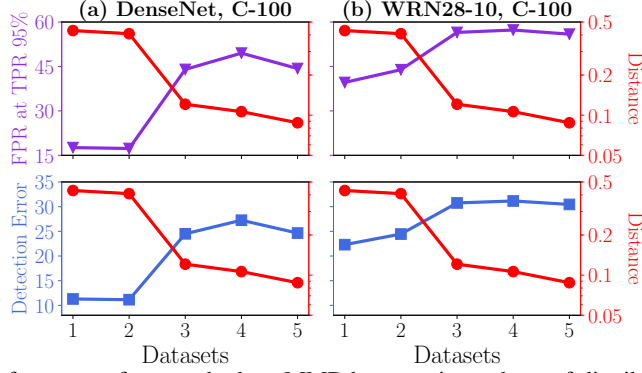 (a) DenseNet, C-100
(b) WRN28-10, C-100
FPR at TPR 95%
60
45
30
15
0.5
0.2
0.1
0.05
Distance
Detection Error
35
30
25
20
15
10
0.5
0.2
0.1
0.05
Distance
1 2 3 4 5
1 2 3 4 5
Datasets
Datasets